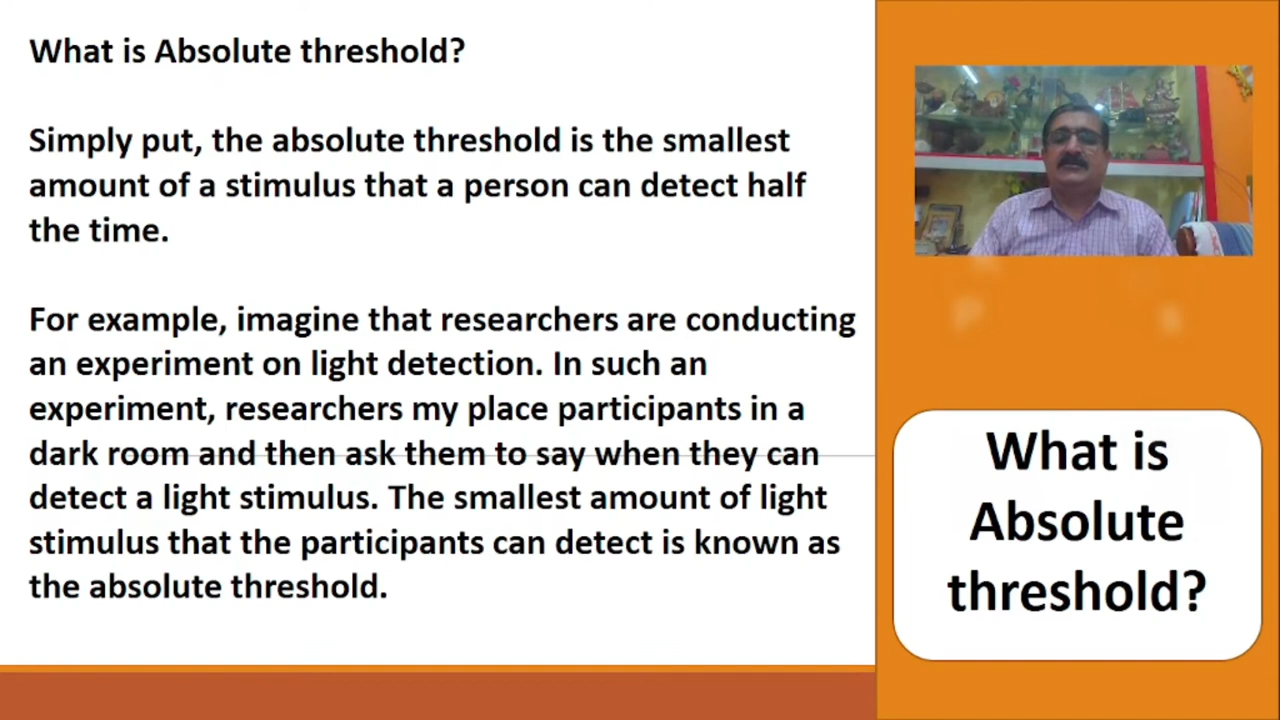 What is Absolute threshold?
Simply put, the absolute threshold is the smallest
amount of a stimulus that a person can detect half
the time.
For example, imagine that researchers are conducting
an experiment on light detection. In such an
experiment, researchers my place participants in a
dark room and then ask them to say when they can
detect a light stimulus. The smallest amount of light
stimulus that the participants can detect is known as
the absolute threshold.
What is
Absolute
threshold?